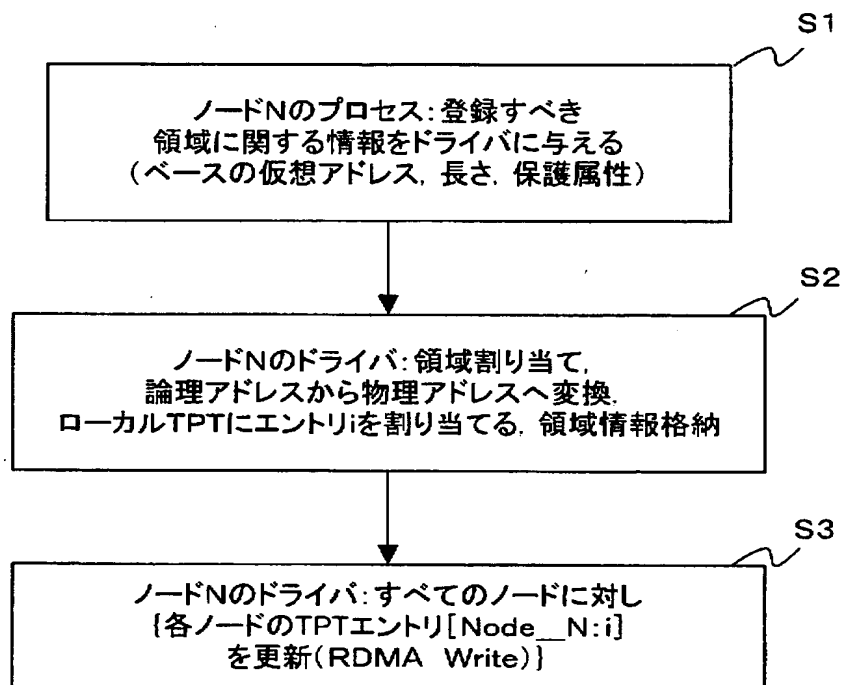 S1
ノードNのプロセス:登録すべき
領域に関する情報をドライバに与える
(ベースの仮想アドレス, 長さ, 保護属性)
S2
ノードNのドライバ:領域割り当て,
論理アドレスから物理アドレスへ変換,
ローカルTPTにエントリiを割り当てる, 領域情報格納
S3
ノードNのドライバ:すべてのノードに対し
{各ノードのTPTエントリ[Node__N:i]
を更新(RDMA Write)}